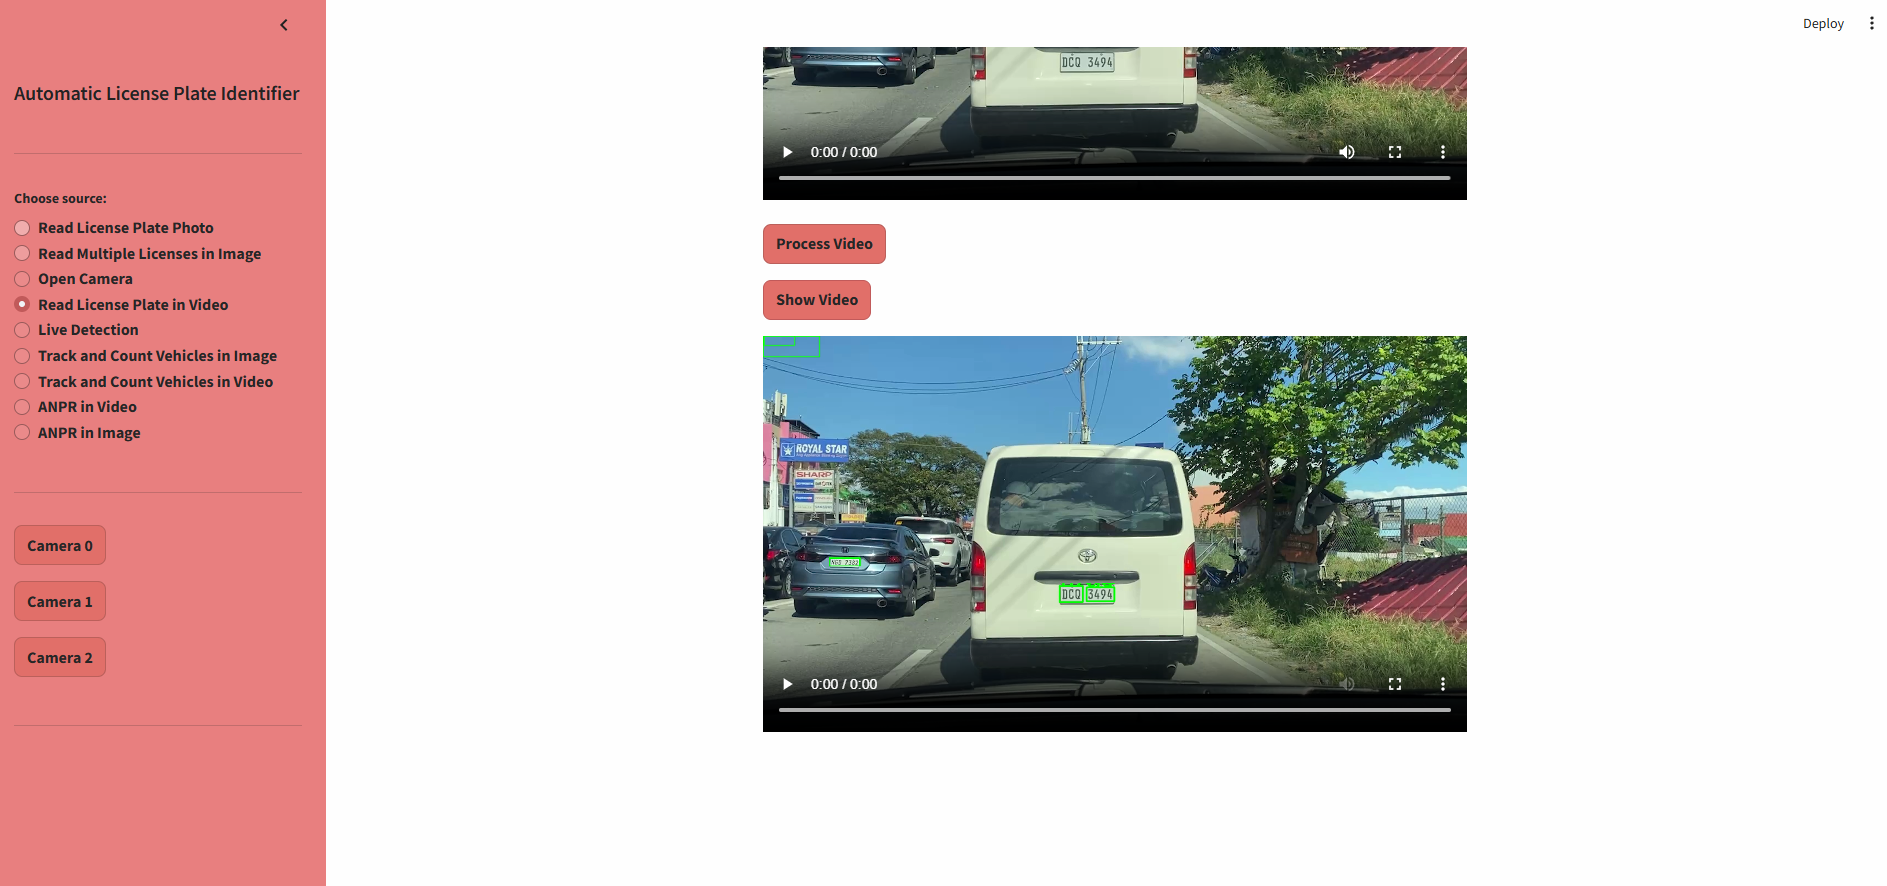 Deploy
Automatic License Plate Identifier
Choose source:
Read License Plate Photo
Read Multiple Licenses in Image
Open Camera
Read License Plate in Video
Live Detection
Track and Count Vehicles in Image
Track and Count Vehicles in Video
ANPR in Video
ANPR in Image
Camera 0
Camera 1
Camera 2
DCQ 3494
0:00 / 0:00
Process Video
Show Video
ROYAL STAR
SHARP
DCQ 3494
0:00 / 0:00